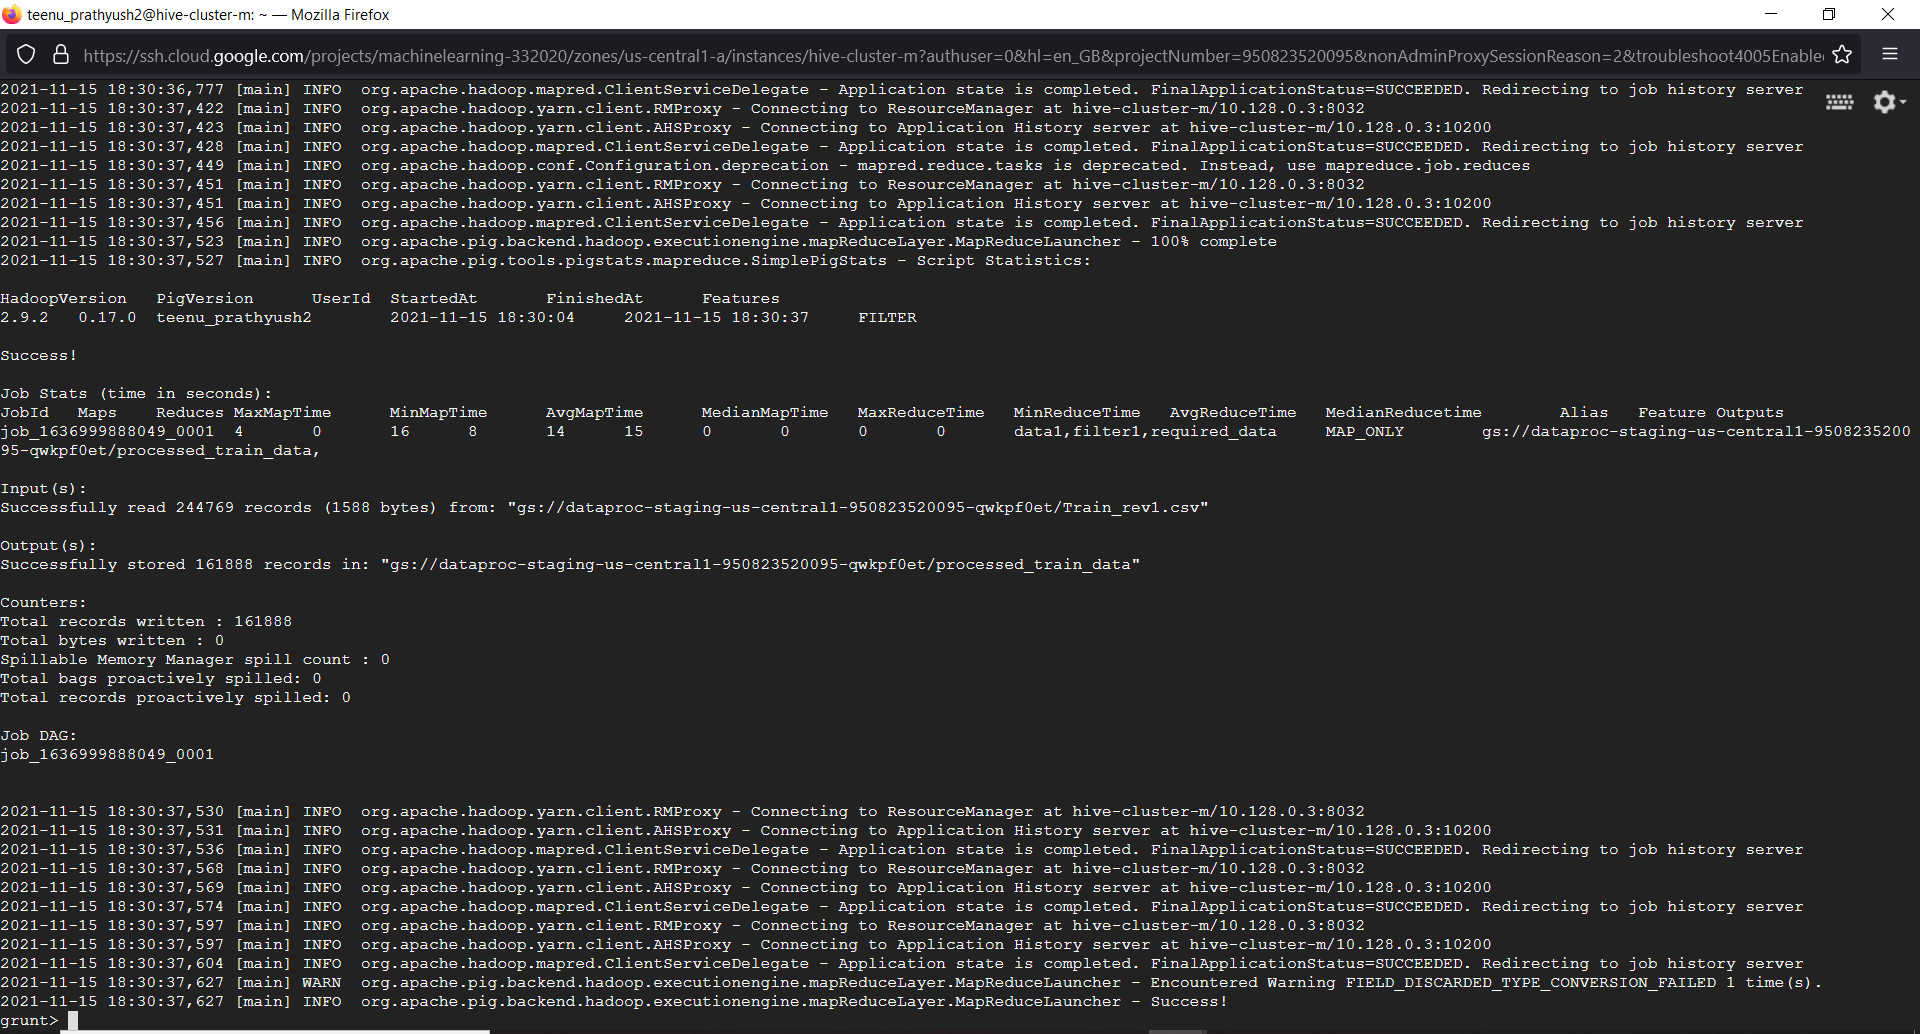 teenu_prathyush2@hive-cluster-m: ~ — Mozilla Firefox
https://ssh.cloud.google.com/projects/machinelearning-332020/zones/us-central1-a/instances/hive-cluster-m?authuser=0&hl=en_GB&projectNumber=950823520095&nonAdminProxySessionReason=2&troubleshoot4005Enable
2021-11-15 18:30:36,777 [main] INFO  org.apache.hadoop.mapred.ClientServiceDelegate - Application state is completed. FinalApplicationStatus=SUCCEEDED. Redirecting to job history server
2021-11-15 18:30:37,422 [main] INFO  org.apache.hadoop.yarn.client.RMProxy - Connecting to ResourceManager at hive-cluster-m/10.128.0.3:8032
2021-11-15 18:30:37,423 [main] INFO  org.apache.hadoop.yarn.client.AHSProxy - Connecting to Application History server at hive-cluster-m/10.128.0.3:10200
2021-11-15 18:30:37,428 [main] INFO  org.apache.hadoop.mapred.ClientServiceDelegate - Application state is completed. FinalApplicationStatus=SUCCEEDED. Redirecting to job history server
2021-11-15 18:30:37,449 [main] INFO  org.apache.hadoop.conf.Configuration.deprecation - mapred.reduce.tasks is deprecated. Instead, use mapreduce.job.reduces
2021-11-15 18:30:37,451 [main] INFO  org.apache.hadoop.yarn.client.RMProxy - Connecting to ResourceManager at hive-cluster-m/10.128.0.3:8032
2021-11-15 18:30:37,451 [main] INFO  org.apache.hadoop.yarn.client.AHSProxy - Connecting to Application History server at hive-cluster-m/10.128.0.3:10200
2021-11-15 18:30:37,456 [main] INFO  org.apache.hadoop.mapred.ClientServiceDelegate - Application state is completed. FinalApplicationStatus=SUCCEEDED. Redirecting to job history server
2021-11-15 18:30:37,523 [main] INFO  org.apache.pig.backend.hadoop.executionengine.mapReduceLayer.MapReduceLauncher - 100% complete
2021-11-15 18:30:37,527 [main] INFO  org.apache.pig.tools.pigstats.mapreduce.SimplePigStats - Script Statistics:
HadoopVersion   PigVersion      UserId  StartedAt       FinishedAt      Features
2.9.2   0.17.0  teenu_prathyush2        2021-11-15 18:30:04     2021-11-15 18:30:37     FILTER
Success!
Job Stats (time in seconds):
JobId   Maps    Reduces MaxMapTime      MinMapTime      AvgMapTime      MedianMapTime   MaxReduceTime   MinReduceTime   AvgReduceTime   MedianReducetime        Alias   Feature Outputs
job_1636999888049_0001  4       0       16      8       14      15      0       0       0       0       data1,filter1,required_data     MAP_ONLY        gs://dataproc-staging-us-central1-9508235200
95-qwkpf0et/processed_train_data,
Input(s):
Successfully read 244769 records (1588 bytes) from: "gs://dataproc-staging-us-central1-950823520095-qwkpf0et/Train_rev1.csv"
Output(s):
Successfully stored 161888 records in: "gs://dataproc-staging-us-central1-950823520095-qwkpf0et/processed_train_data"
Counters:
Total records written : 161888
Total bytes written : 0
Spillable Memory Manager spill count : 0
Total bags proactively spilled: 0
Total records proactively spilled: 0
Job DAG:
job_1636999888049_0001
2021-11-15 18:30:37,530 [main] INFO  org.apache.hadoop.yarn.client.RMProxy - Connecting to ResourceManager at hive-cluster-m/10.128.0.3:8032
2021-11-15 18:30:37,531 [main] INFO  org.apache.hadoop.yarn.client.AHSProxy - Connecting to Application History server at hive-cluster-m/10.128.0.3:10200
2021-11-15 18:30:37,536 [main] INFO  org.apache.hadoop.mapred.ClientServiceDelegate - Application state is completed. FinalApplicationStatus=SUCCEEDED. Redirecting to job history server
2021-11-15 18:30:37,568 [main] INFO  org.apache.hadoop.yarn.client.RMProxy - Connecting to ResourceManager at hive-cluster-m/10.128.0.3:8032
2021-11-15 18:30:37,569 [main] INFO  org.apache.hadoop.yarn.client.AHSProxy - Connecting to Application History server at hive-cluster-m/10.128.0.3:10200
2021-11-15 18:30:37,574 [main] INFO  org.apache.hadoop.mapred.ClientServiceDelegate - Application state is completed. FinalApplicationStatus=SUCCEEDED. Redirecting to job history server
2021-11-15 18:30:37,597 [main] INFO  org.apache.hadoop.yarn.client.RMProxy - Connecting to ResourceManager at hive-cluster-m/10.128.0.3:8032
2021-11-15 18:30:37,597 [main] INFO  org.apache.hadoop.yarn.client.AHSProxy - Connecting to Application History server at hive-cluster-m/10.128.0.3:10200
2021-11-15 18:30:37,604 [main] INFO  org.apache.hadoop.mapred.ClientServiceDelegate - Application state is completed. FinalApplicationStatus=SUCCEEDED. Redirecting to job history server
2021-11-15 18:30:37,627 [main] WARN  org.apache.pig.backend.hadoop.executionengine.mapReduceLayer.MapReduceLauncher - Encountered Warning FIELD_DISCARDED_TYPE_CONVERSION_FAILED 1 time(s).
2021-11-15 18:30:37,627 [main] INFO  org.apache.pig.backend.hadoop.executionengine.mapReduceLayer.MapReduceLauncher - Success!
grunt>